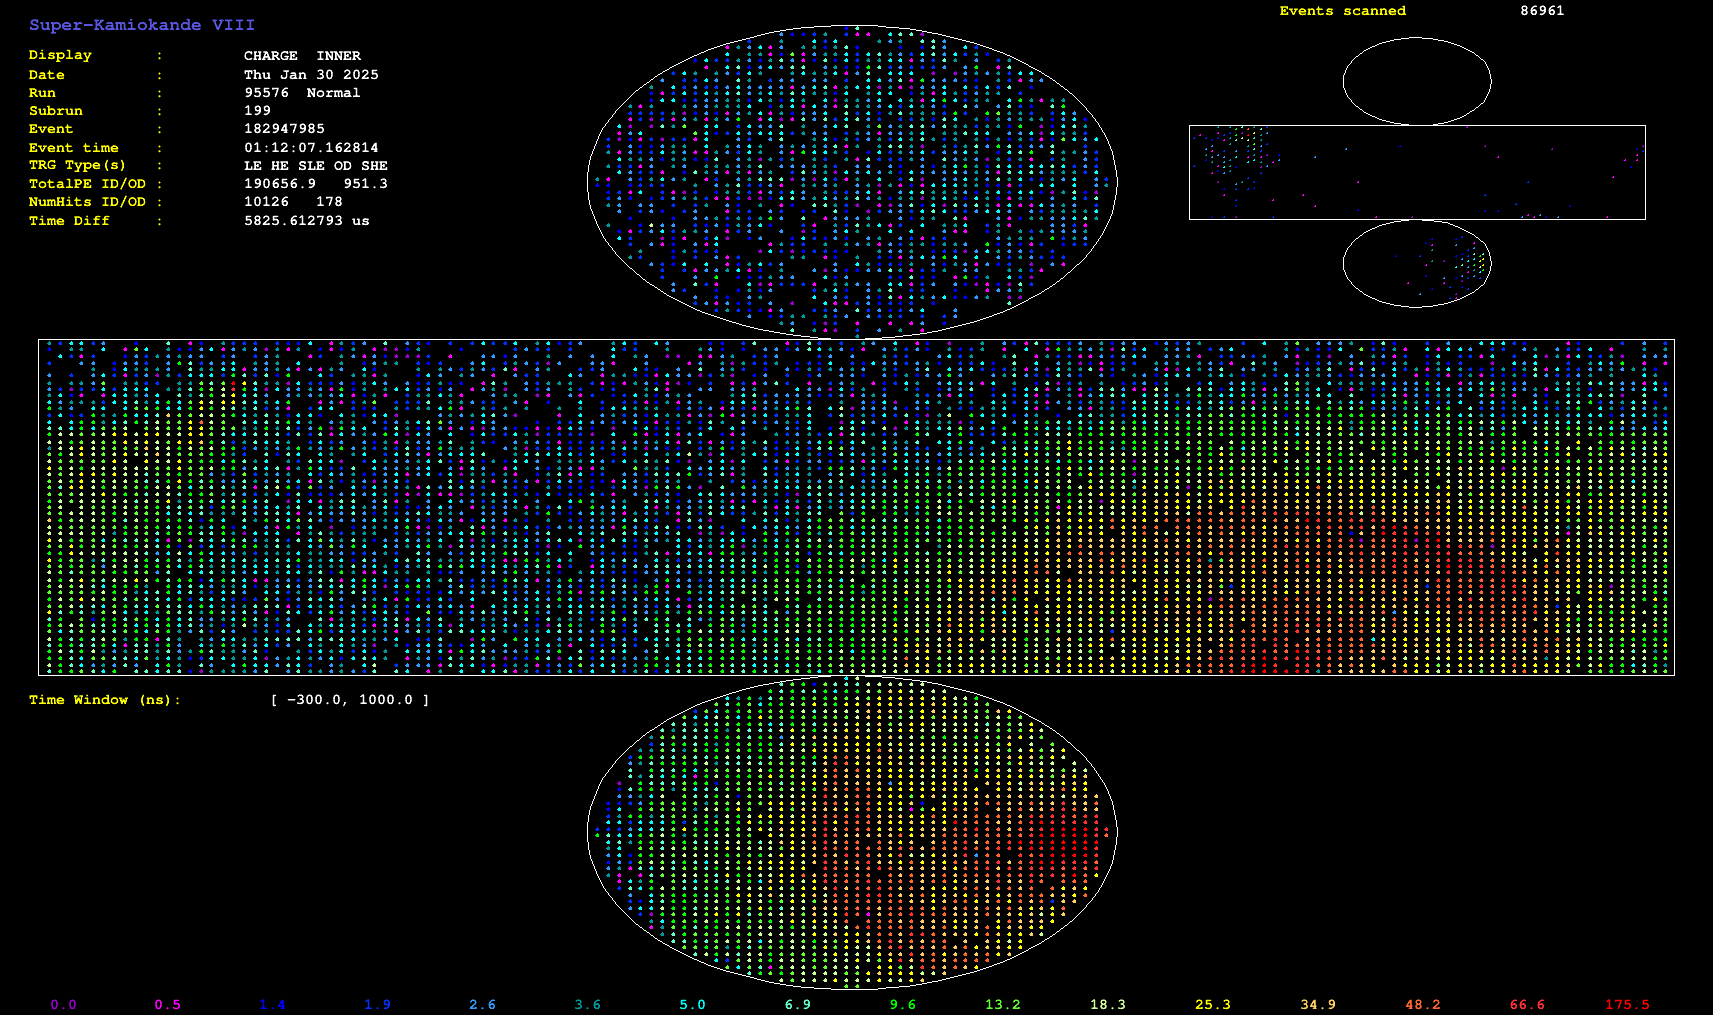 Super-Kamiokande VIII
Display : CHARGE INNER
Date : Thu Jan 30 2025
Run : 95576 Normal
Subrun : 199
Event : 182947985
Event time : 01:12:07.162814
TRG Type(s) : LE HE SLE OD SHE
TotalPE ID/OD : 190656.9 951.3
NumHits ID/OD : 10126 178
Time Diff : 5825.612793 us
Events scanned 86961
Time Window (ns): [ -300.0, 1000.0 ]
0.0 0.5 1.4 1.9 2.6 3.6 5.0 6.9 9.6 13.2 18.3 25.3 34.9 48.2 66.6 175.5